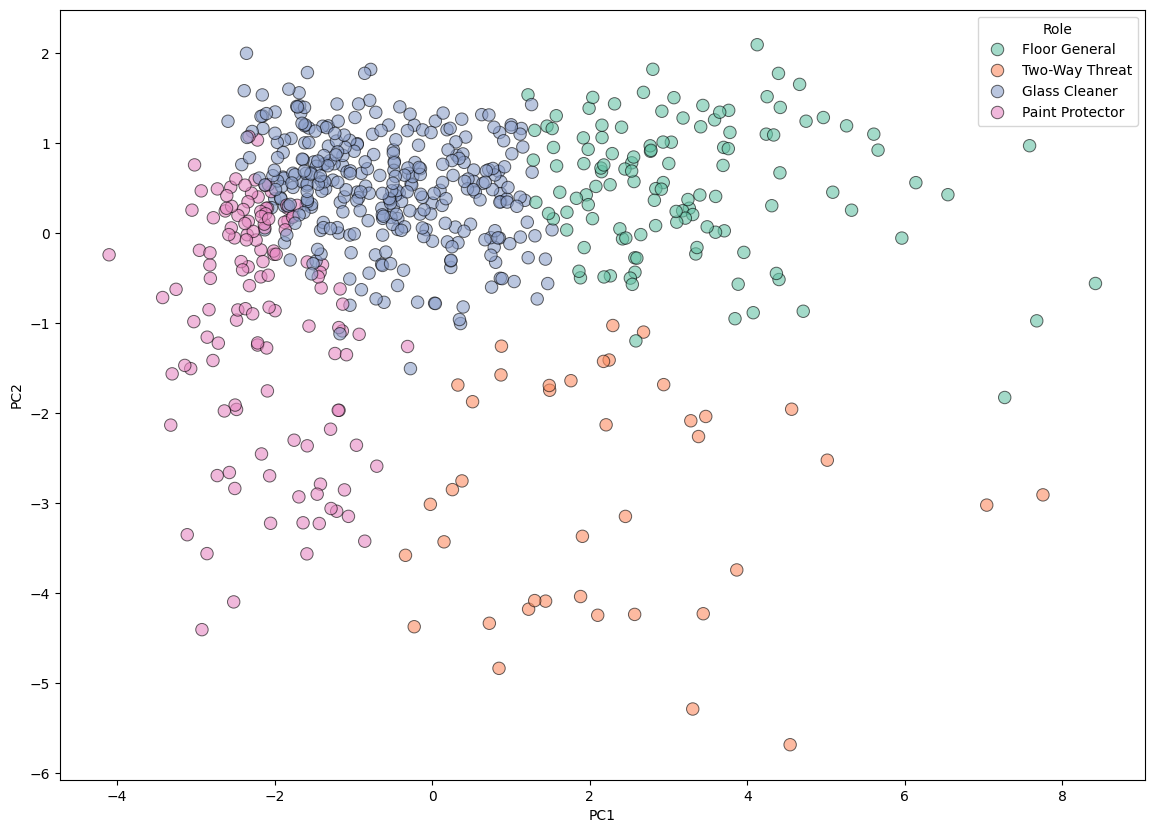 Role
Floor General
Two-Way Threat
Glass Cleaner
Paint Protector
2
1
0
−1
−2
−3
−4
−5
−6
PC2
−4
−2
0
2
4
6
8
PC1